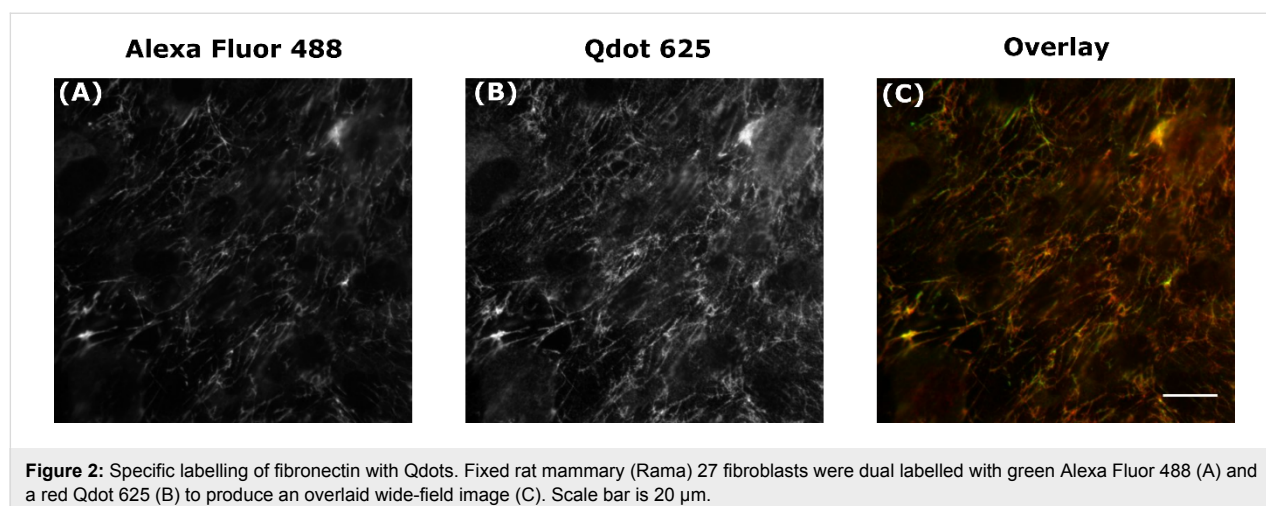 Alexa Fluor 488 Qdot 625 Overlay
(A) (B) (C)
Figure 2: Specific labelling of fibronectin with Qdots. Fixed rat mammary (Rama) 27 fibroblasts were dual labelled with green Alexa Fluor 488 (A) and
a red Qdot 625 (B) to produce an overlaid wide-field image (C). Scale bar is 20 µm.